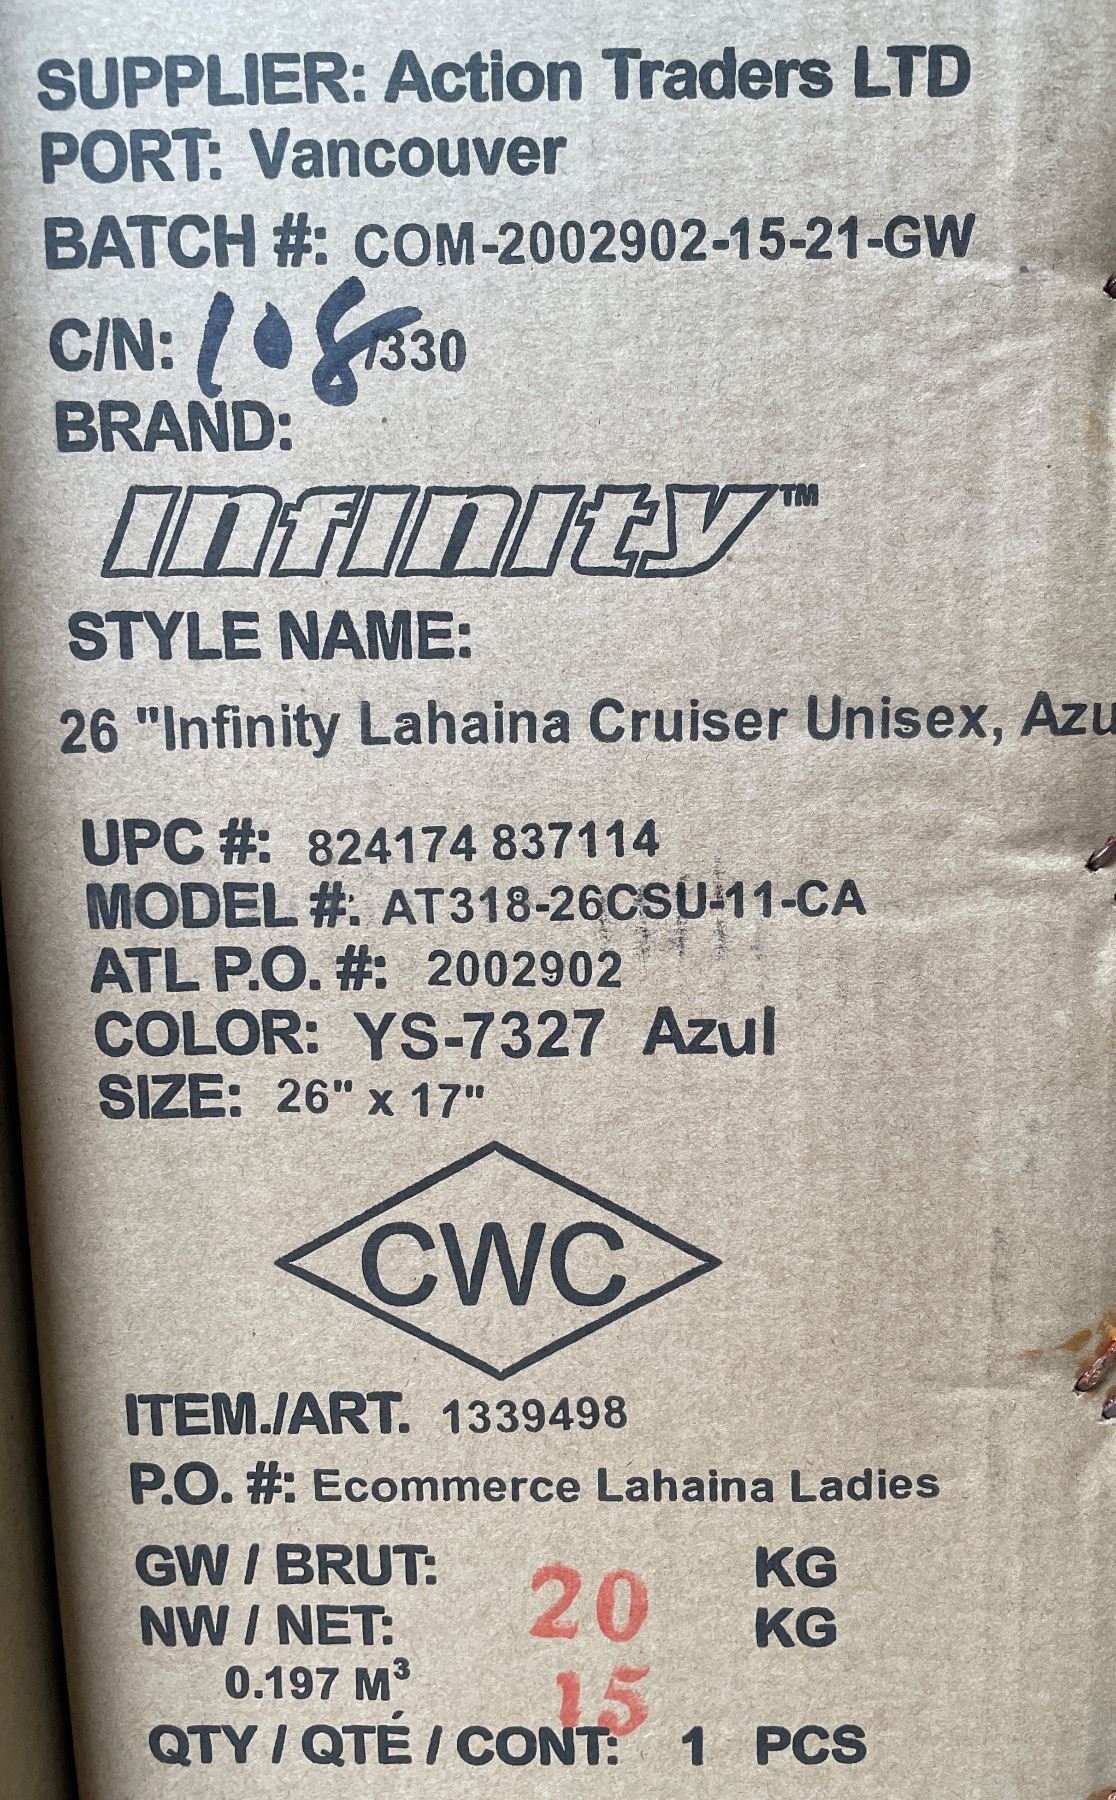 SUPPLIER: Action Traders LTD
PORT: Vancouver
BATCH #: COM-2002902-15-21-GW
C/N: 108/330
BRAND:
Infinity™
STYLE NAME:
26 "Infinity Lahaina Cruiser Unisex, Azu
UPC #: 824174 837114
MODEL #: AT318-26CSU-11-CA
ATL P.O. #: 2002902
COLOR: YS-7327 Azul
SIZE: 26" x 17"
CWC
ITEM./ART. 1339498
P.O. #: Ecommerce Lahaina Ladies
GW / BRUT: 20 KG
NW / NET: KG
0.197 M³ 15
QTY / QTÉ / CONT: 1 PCS